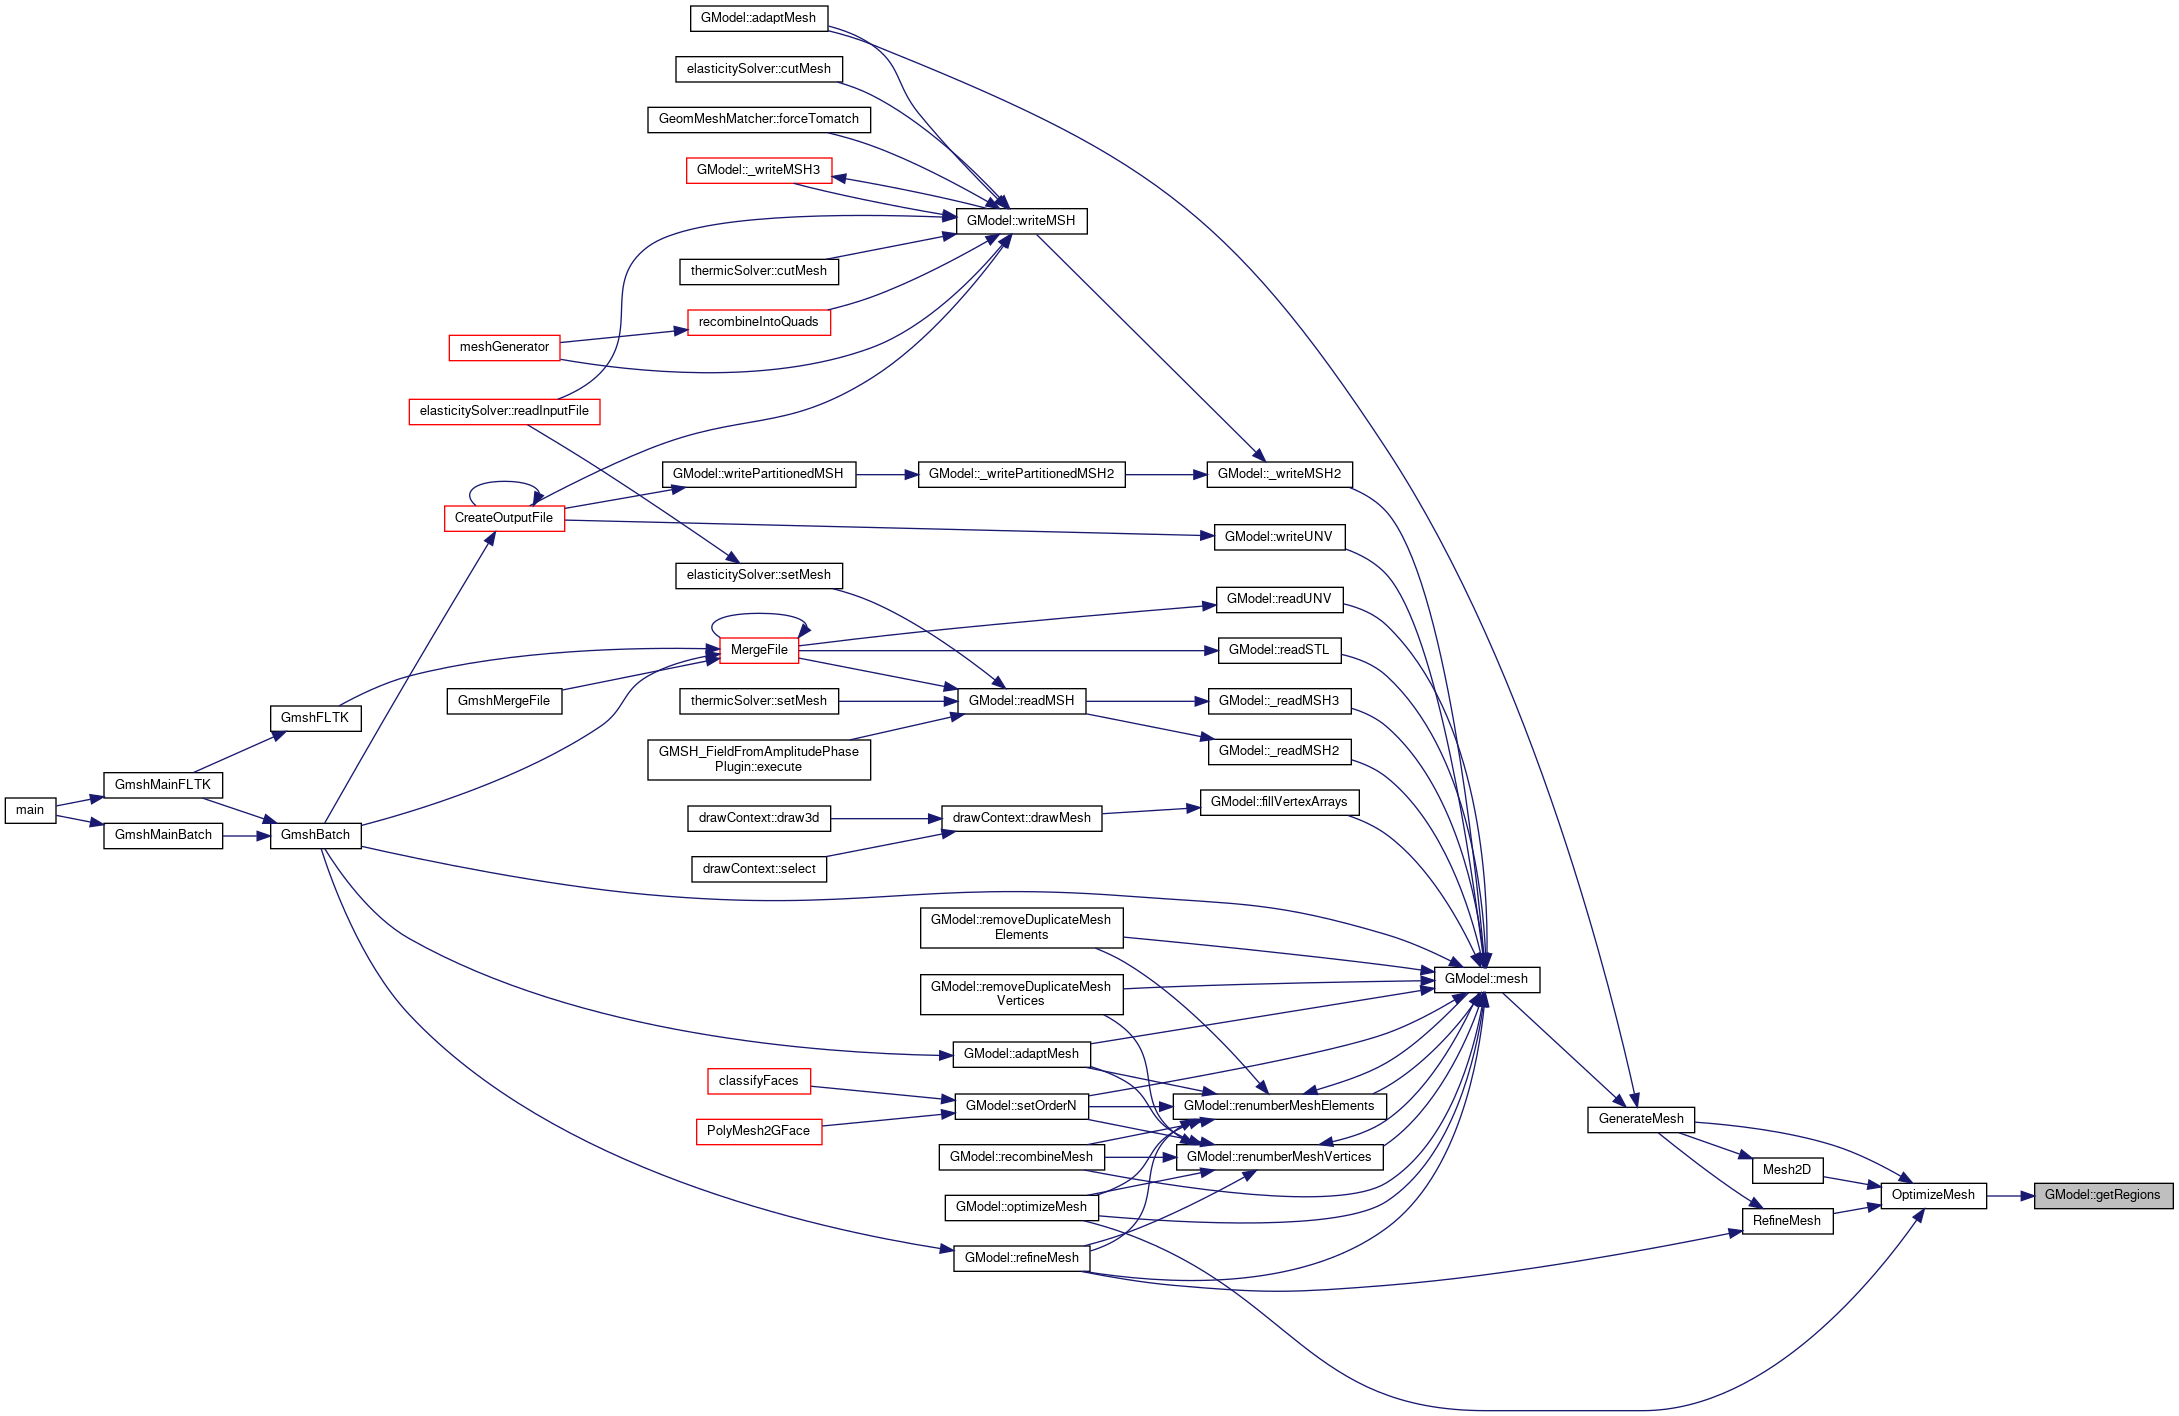 GModel::adaptMesh
elasticitySolver::cutMesh
GeomMeshMatcher::forceTomatch
GModel::_writeMSH3
GModel::writeMSH
thermicSolver::cutMesh
recombineIntoQuads
meshGenerator
elasticitySolver::readInputFile
GModel::writePartitionedMSH
GModel::_writePartitionedMSH2
GModel::_writeMSH2
CreateOutputFile
GModel::writeUNV
elasticitySolver::setMesh
GModel::readUNV
MergeFile
GModel::readSTL
GmshMergeFile
thermicSolver::setMesh
GModel::readMSH
GModel::_readMSH3
GmshFLTK
GMSH_FieldFromAmplitudePhase
Plugin::execute
GModel::_readMSH2
GmshMainFLTK
main
GmshMainBatch
GmshBatch
drawContext::draw3d
drawContext::drawMesh
GModel::fillVertexArrays
drawContext::select
GModel::removeDuplicateMesh
Elements
GModel::mesh
GModel::removeDuplicateMesh
Vertices
GModel::adaptMesh
classifyFaces
GModel::setOrderN
GModel::renumberMeshElements
GenerateMesh
PolyMesh2GFace
GModel::recombineMesh
GModel::renumberMeshVertices
Mesh2D
GModel::optimizeMesh
OptimizeMesh
GModel::getRegions
RefineMesh
GModel::refineMesh